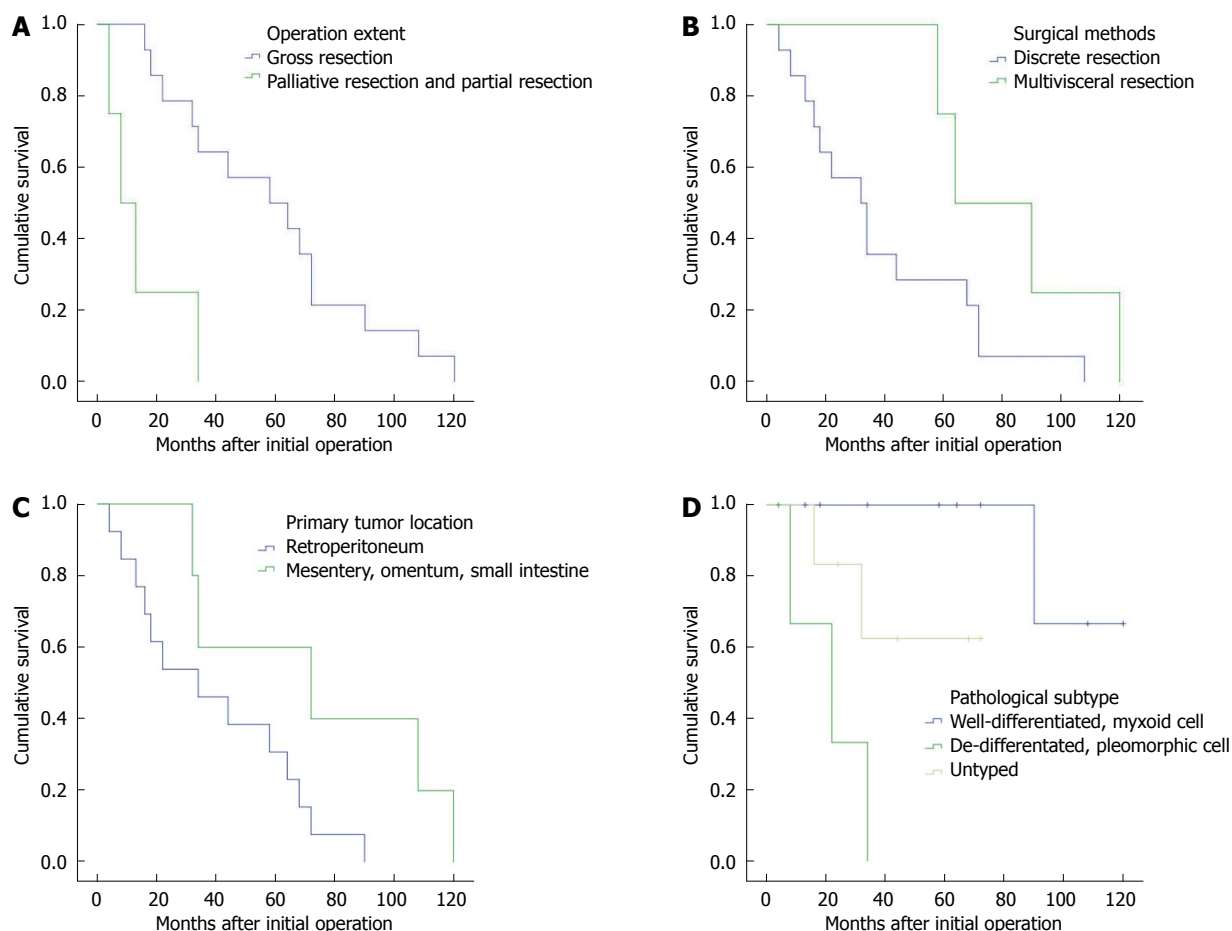 A
Operation extent
Gross resection
Palliative resection and partial resection
Cumulative survival
1.0
0.8
0.6
0.4
0.2
0.0
0 20 40 60 80 100 120
Months after initial operation
B
Surgical methods
Discrete resection
Multivisceral resection
Cumulative survival
1.0
0.8
0.6
0.4
0.2
0.0
0 20 40 60 80 100 120
Months after initial operation
C
Primary tumor location
Retroperitoneum
Mesentery, omentum, small intestine
Cumulative survival
1.0
0.8
0.6
0.4
0.2
0.0
0 20 40 60 80 100 120
Months after initial operation
D
Pathological subtype
Well-differentiated, myxoid cell
De-differentated, pleomorphic cell
Untyped
Cumulative survival
1.0
0.8
0.6
0.4
0.2
0.0
0 20 40 60 80 100 120
Months after initial operation